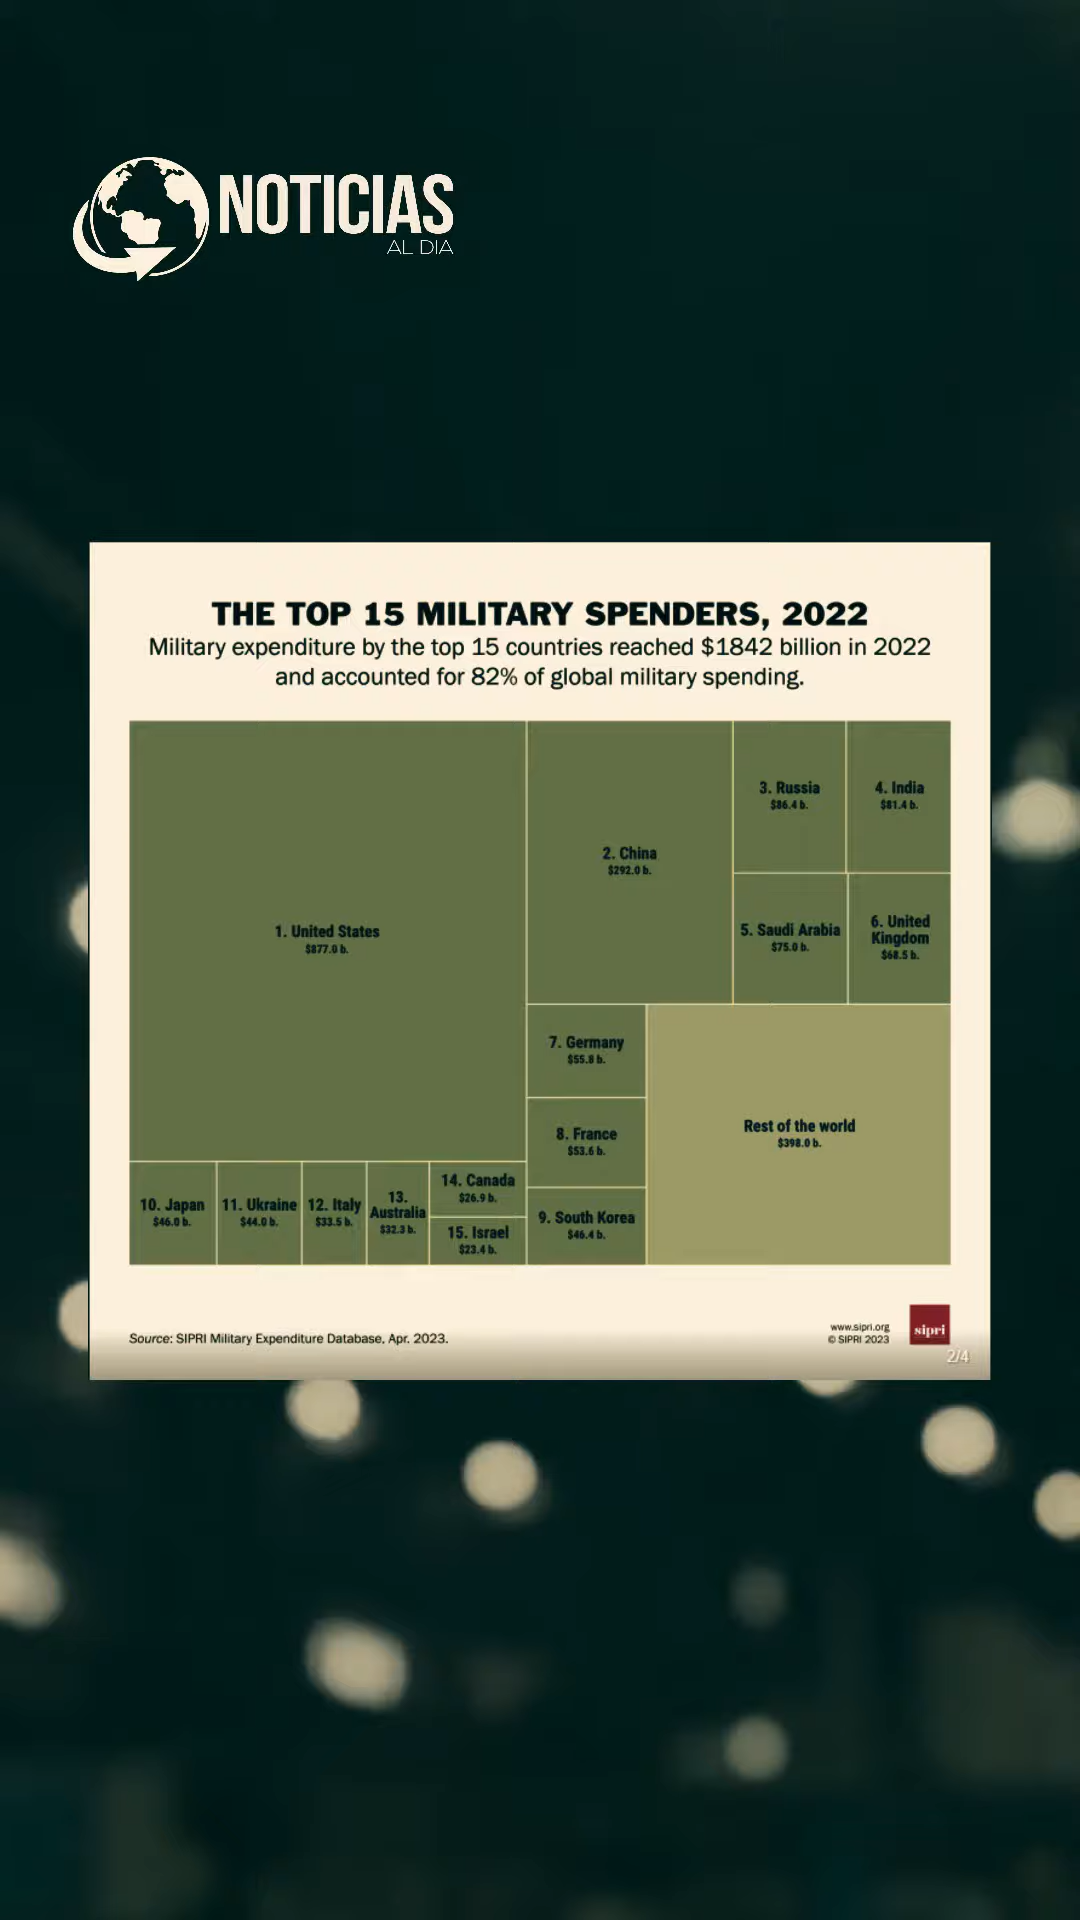 NOTICIAS
AL DIA
THE TOP 15 MILITARY SPENDERS, 2022
Military expenditure by the top 15 countries reached $1842 billion in 2022
and accounted for 82% of global military spending.
1. United States
$877.0 b.
2. China
$292.0 b.
3. Russia
$86.4 b.
4. India
$81.4 b.
5. Saudi Arabia
$75.0 b.
6. United
Kingdom
$68.5 b.
7. Germany
$55.8 b.
8. France
$53.6 b.
9. South Korea
$46.4 b.
Rest of the world
$398.0 b.
10. Japan
$46.0 b.
11. Ukraine
$44.0 b.
12. Italy
$33.5 b.
13.
Australia
$32.3 b.
14. Canada
$26.9 b.
15. Israel
$23.4 b.
Source: SIPRI Military Expenditure Database, Apr. 2023.
www.sipri.org
© SIPRI 2023
sipri
2/4